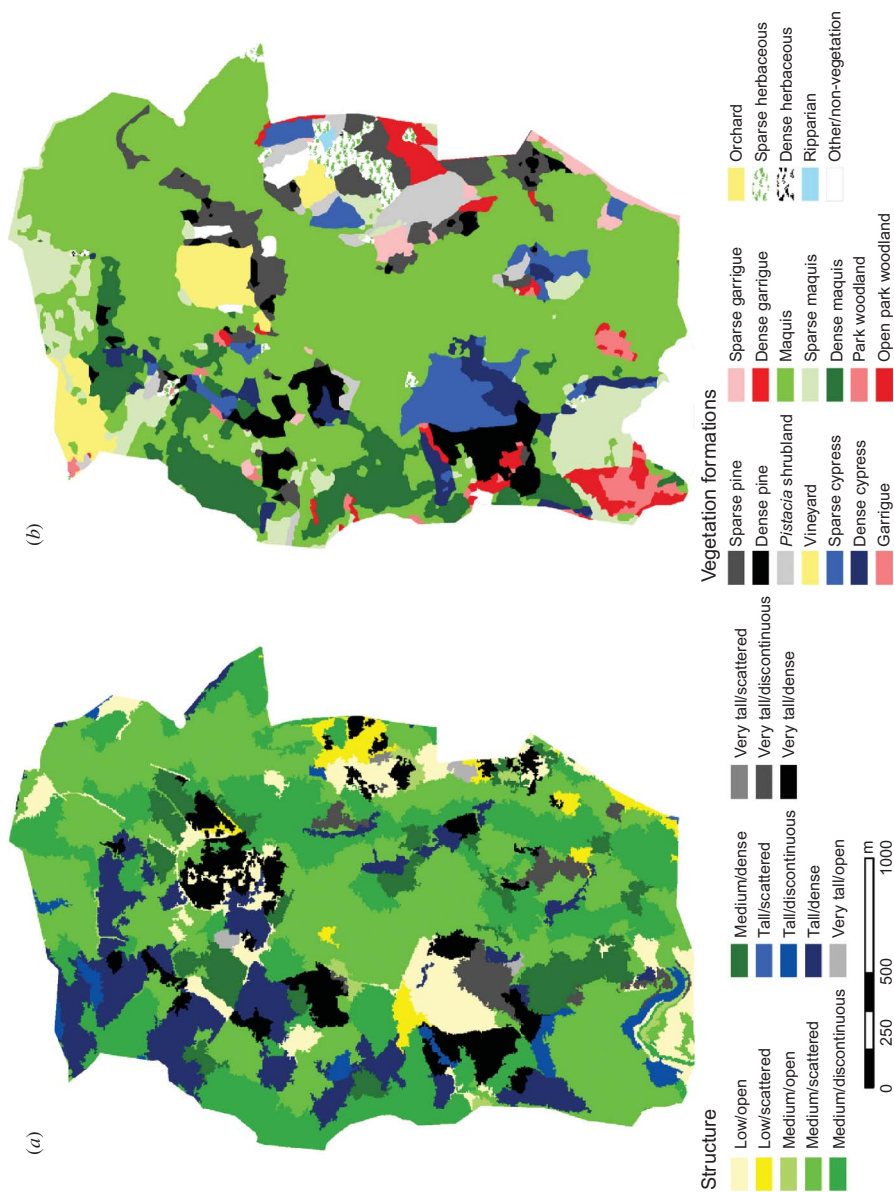 (a)
Structure
Low/open
Low/scattered
Medium/open
Medium/scattered
Medium/discontinuous
Medium/dense
Tall/scattered
Tall/discontinuous
Tall/dense
Very tall/open
Very tall/scattered
Very tall/discontinuous
Very tall/dense
0 250 500 1000
m
(b)
Vegetation formations
Sparse pine
Dense pine
Pistacia shrubland
Vineyard
Sparse cypress
Dense cypress
Garrigue
Sparse garrigue
Dense garrigue
Maquis
Sparse maquis
Dense maquis
Park woodland
Open park woodland
Orchard
Sparse herbaceous
Dense herbaceous
Ripparian
Other/non-vegetation